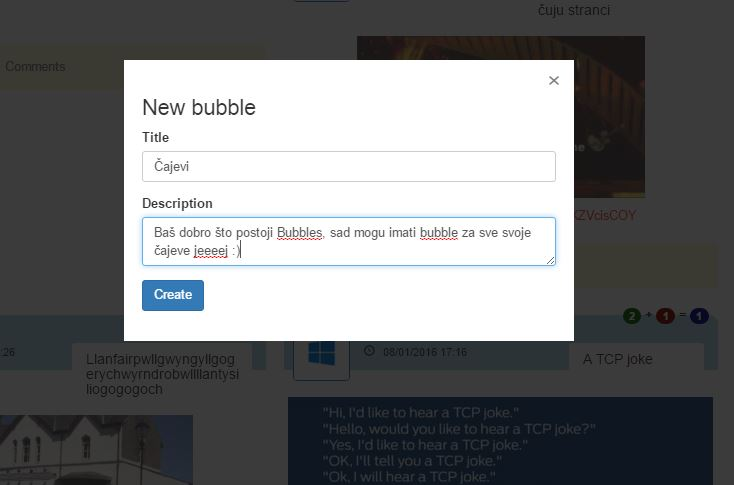 čuju stranci
Comments
×
New bubble
Title
Čajevi
Description
Baš dobro što postoji Bubbles, sad mogu imati bubble za sve svoje
čajeve jeeeej :)
Create
KZVcisCOY
2 + 1 = 1
:26
08/01/2016 17:16
Llanfairpwllgwyngyllgog
erychwyrndrobwllllantysi
liogogogoch
A TCP joke
"Hi, I'd like to hear a TCP joke."
"Hello, would you like to hear a TCP joke?"
"Yes, I'd like to hear a TCP joke."
"OK, I'll tell you a TCP joke."
"Ok, I will hear a TCP joke."